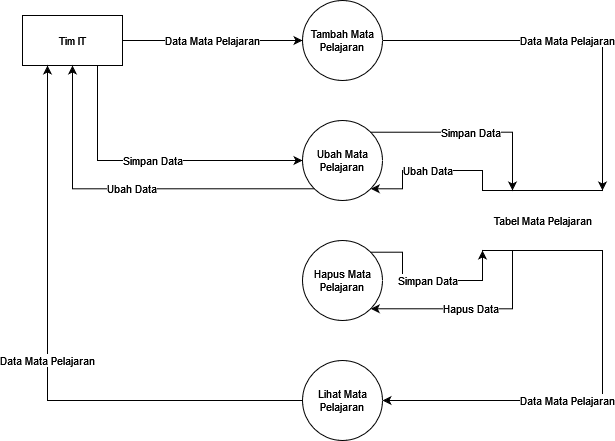 Tim IT
Data Mata Pelajaran
Tambah Mata
Pelajaran
Data Mata Pelajaran
Simpan Data
Ubah Mata
Pelajaran
Simpan Data
Ubah Data
Ubah Data
Tabel Mata Pelajaran
Hapus Mata
Pelajaran
Simpan Data
Hapus Data
Data Mata Pelajaran
Lihat Mata
Pelajaran
Data Mata Pelajaran